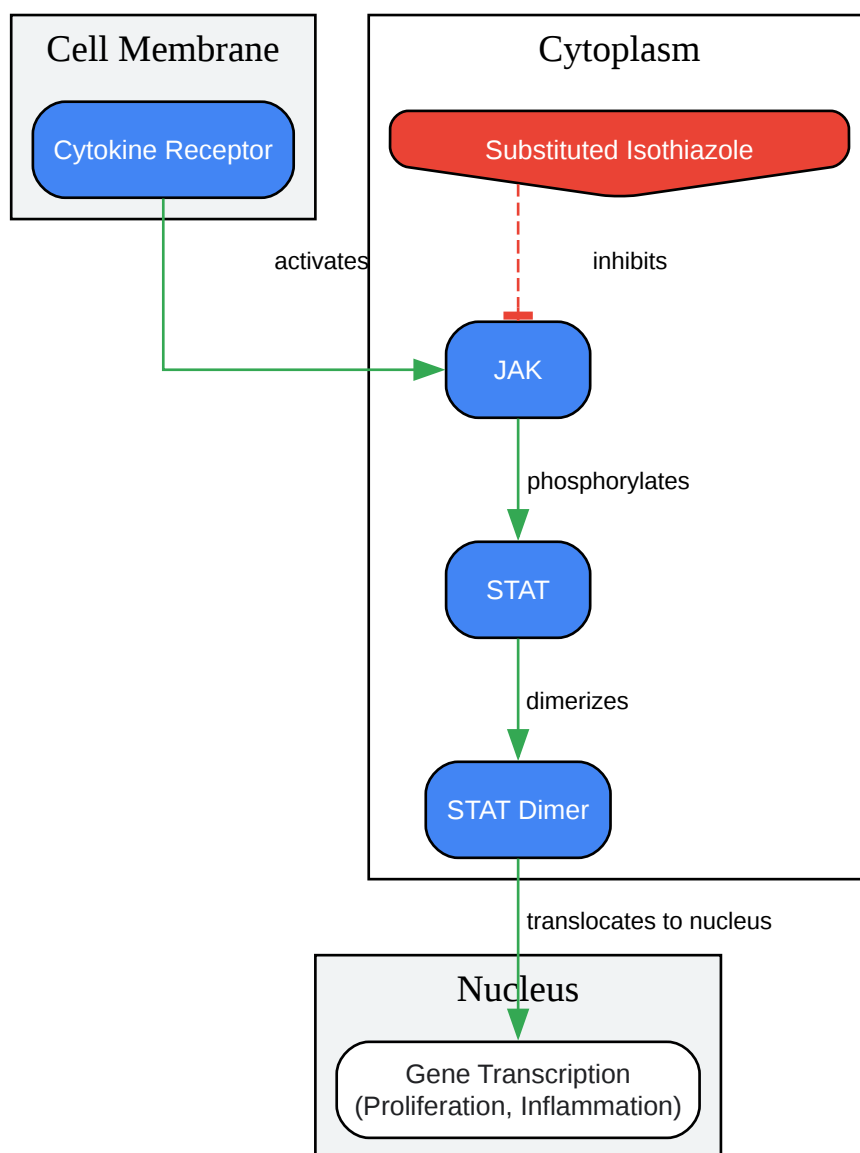 Cell Membrane
Cytoplasm
Cytokine Receptor
Substituted Isothiazole
activates
inhibits
JAK
phosphorylates
STAT
dimerizes
STAT Dimer
translocates to nucleus
Nucleus
Gene Transcription
(Proliferation, Inflammation)